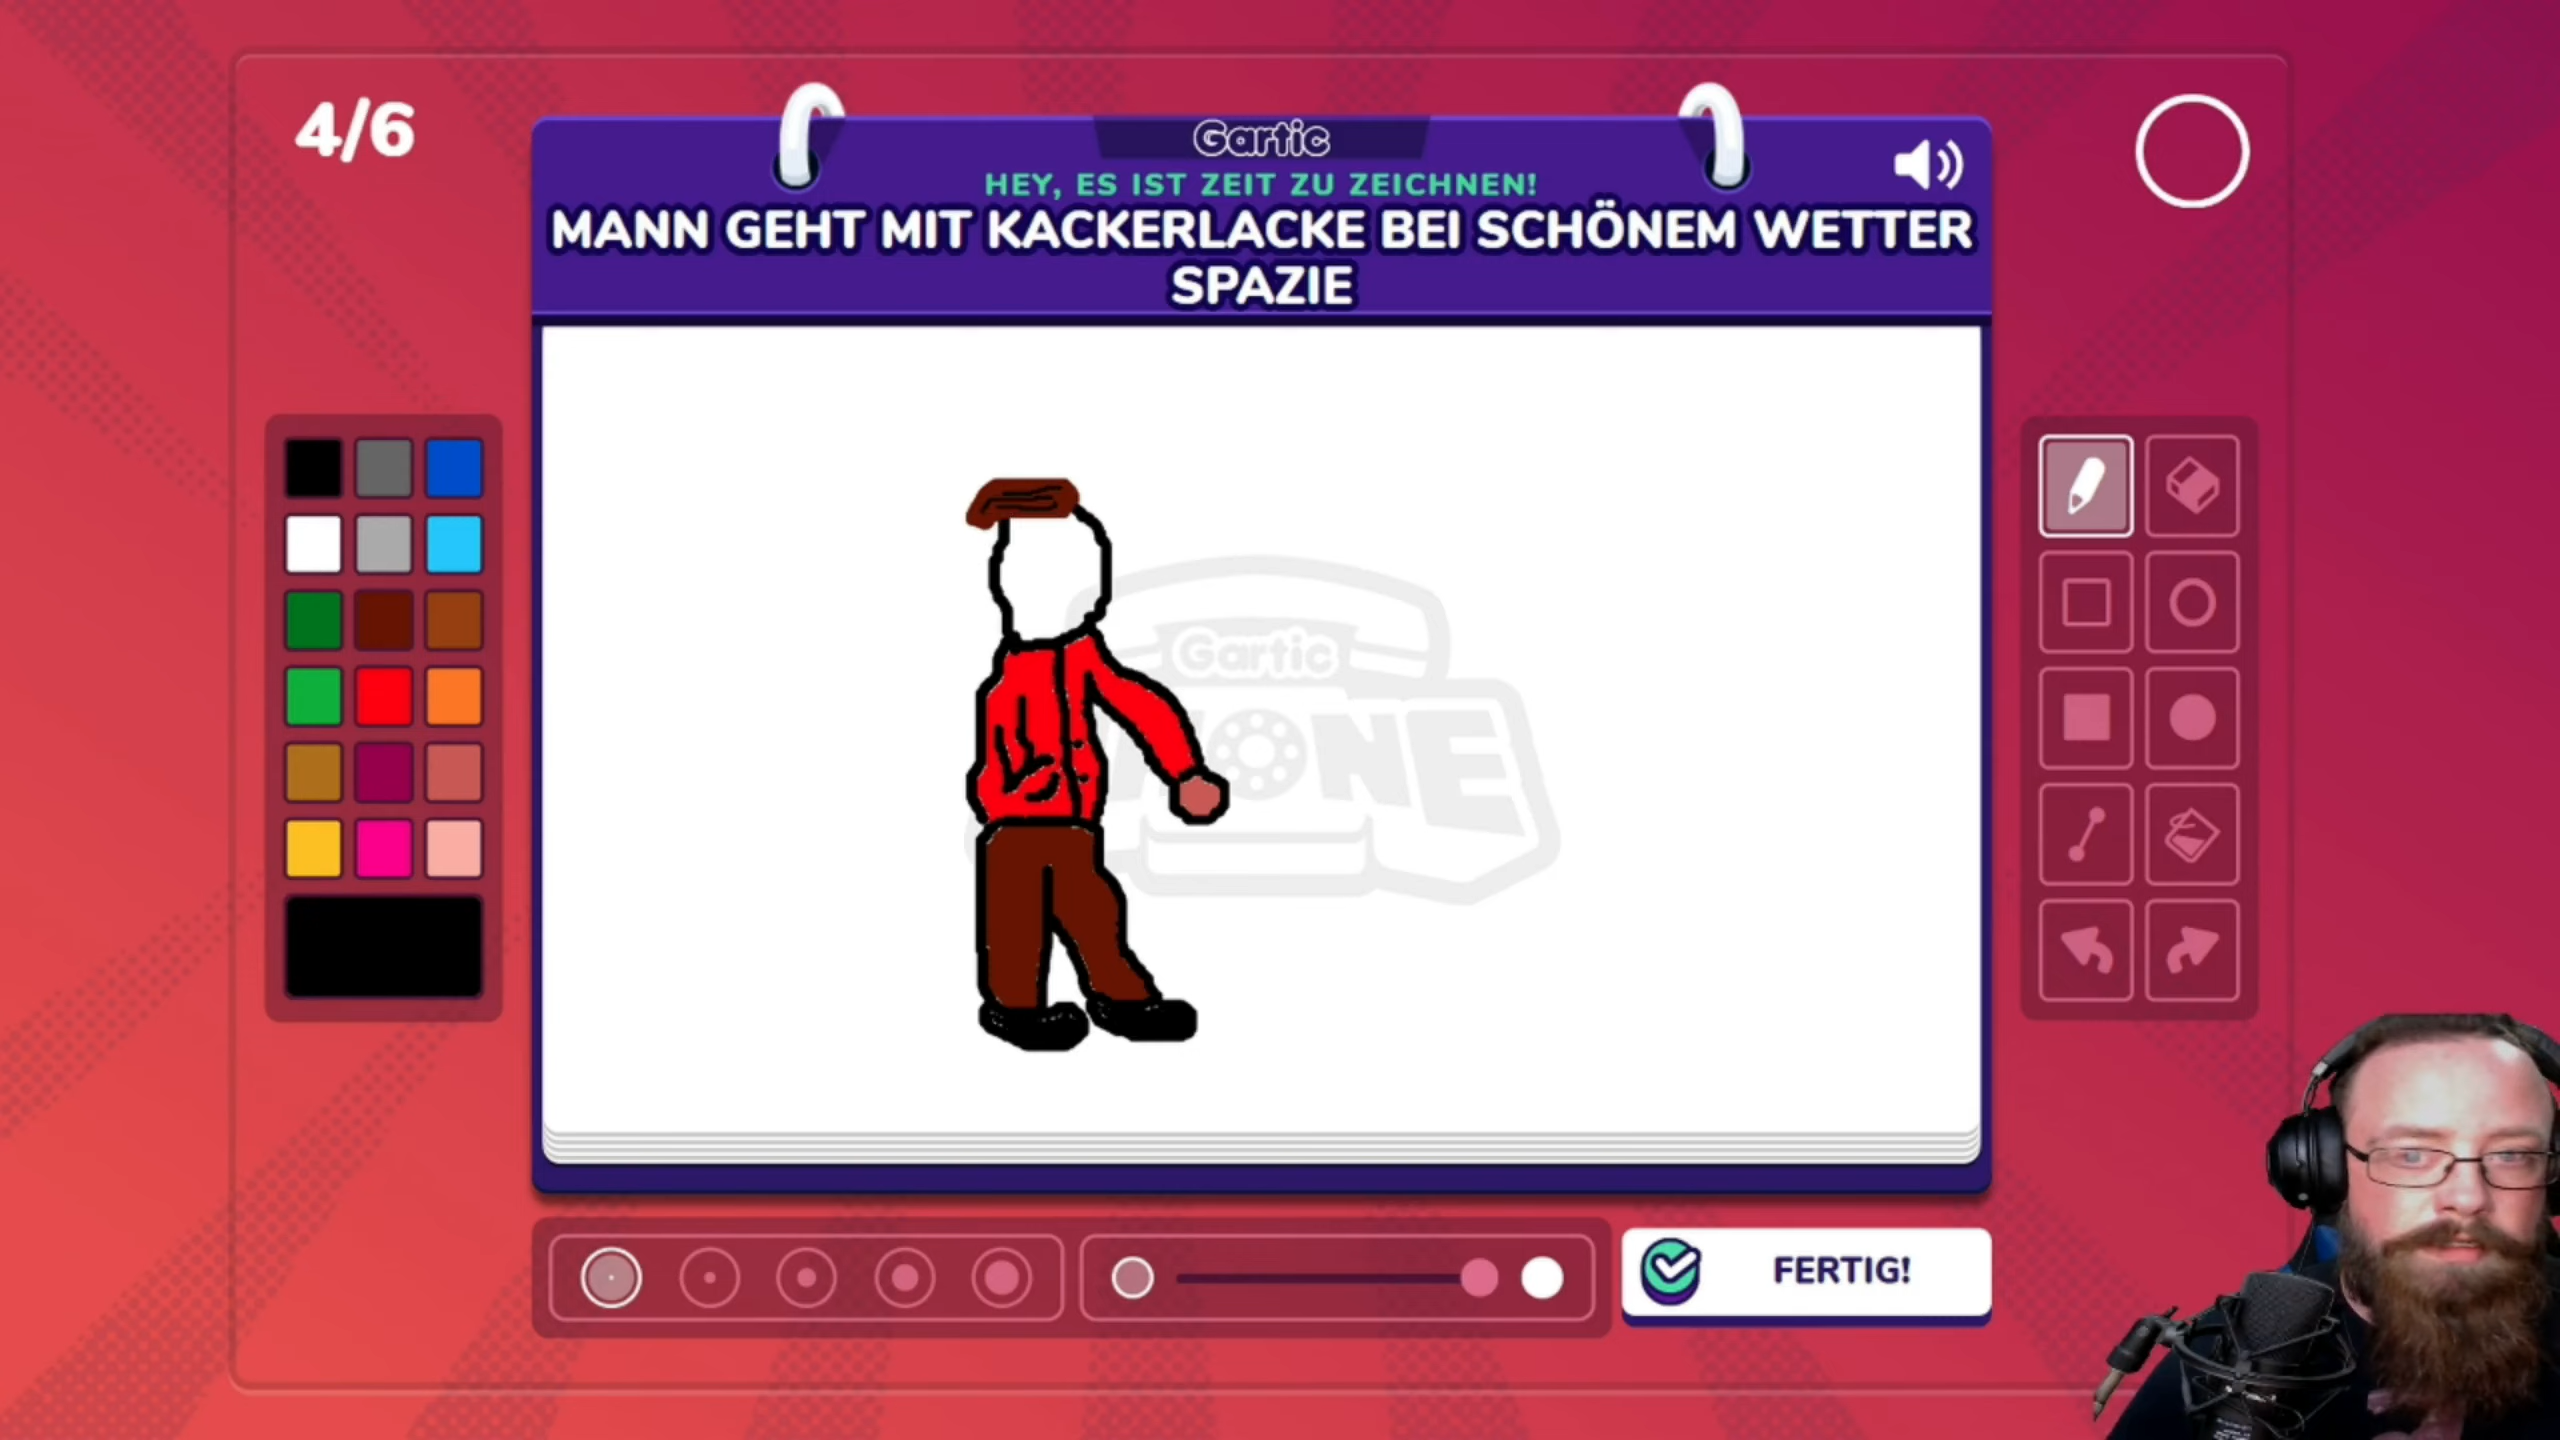 4/6
Gartic
HEY, ES IST ZEIT ZU ZEICHNEN!
MANN GEHT MIT KACKERLACKE BEI SCHÖNEM WETTER
SPAZIE
Gartic
PHONE
FERTIG!